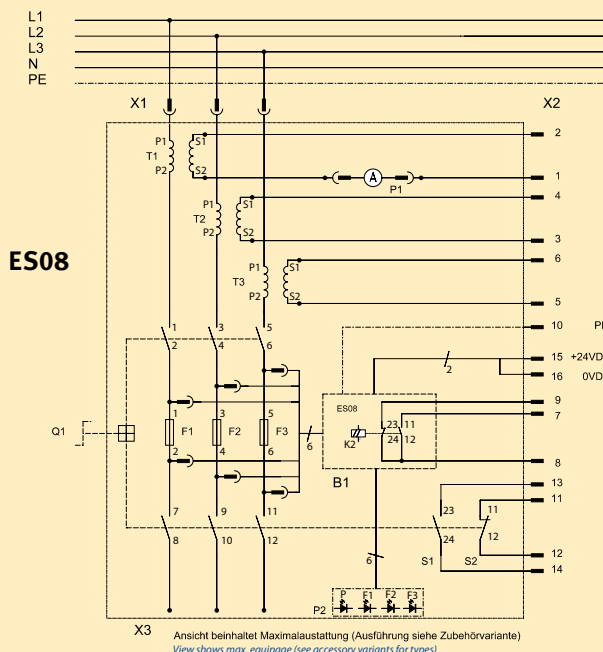 L1
L2
L3
N
PE
X1
X2
P1
S1
2
T1
P2
S2
1
A
P1
P1
S1
4
T2
P2
S2
3
ES08
P1
S1
6
T3
P2
S2
5
10
1
3
5
2
4
6
15 +24VD
2
16 0VD
9
ES08
7
1
3
5
23
11
Q1
F1
F2
F3
6
K2
24
12
2
4
6
8
B1
13
7
9
11
23
11
11
8
10
12
24
12
12
6
S1
S2
14
P F1 F2 F3
P2
X3
Ansicht beinhaltet Maximalaustattung (Ausführung siehe Zubehörvariante)
View shows max. equipage (see accessory variants for types)